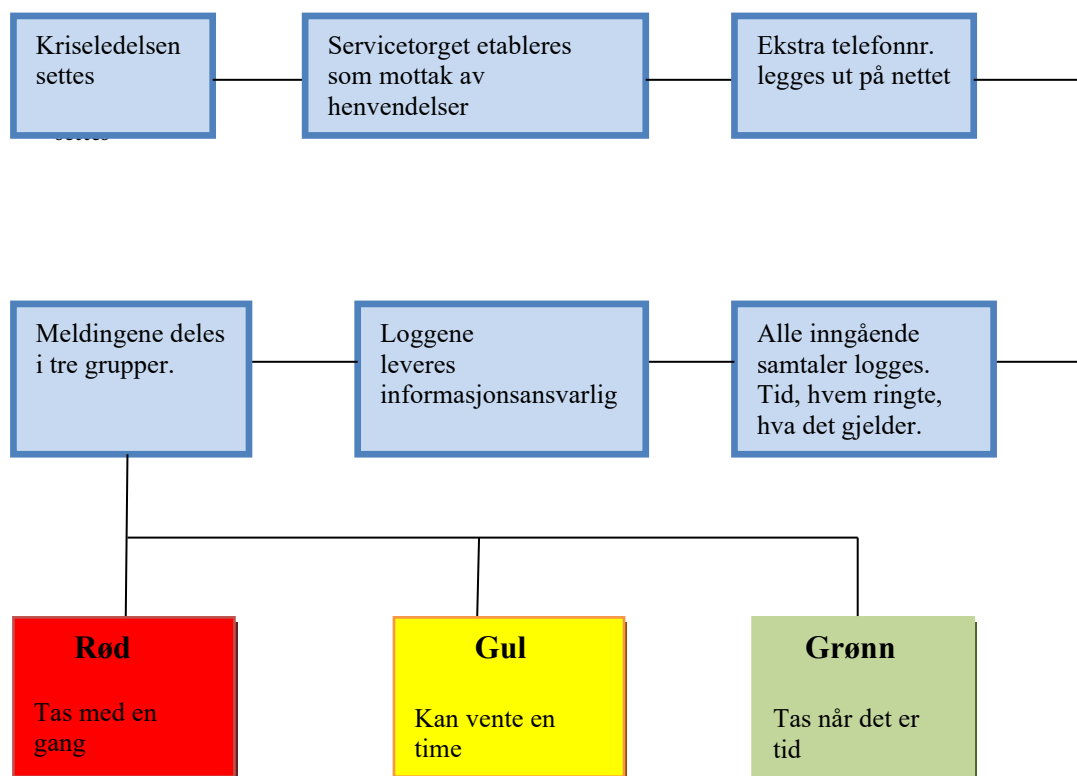 Kriseledelsen
settes
Servicetorget etableres
som mottak av
henvendelser
Ekstra telefonnr.
legges ut på nettet
Meldingene deles
i tre grupper.
Loggene
leveres
informasjonsansvarlig
Alle inngående
samtaler logges.
Tid, hvem ringte,
hva det gjelder.
Rød
Tas med en
gang
Gul
Kan vente en
time
Grønn
Tas når det er
tid